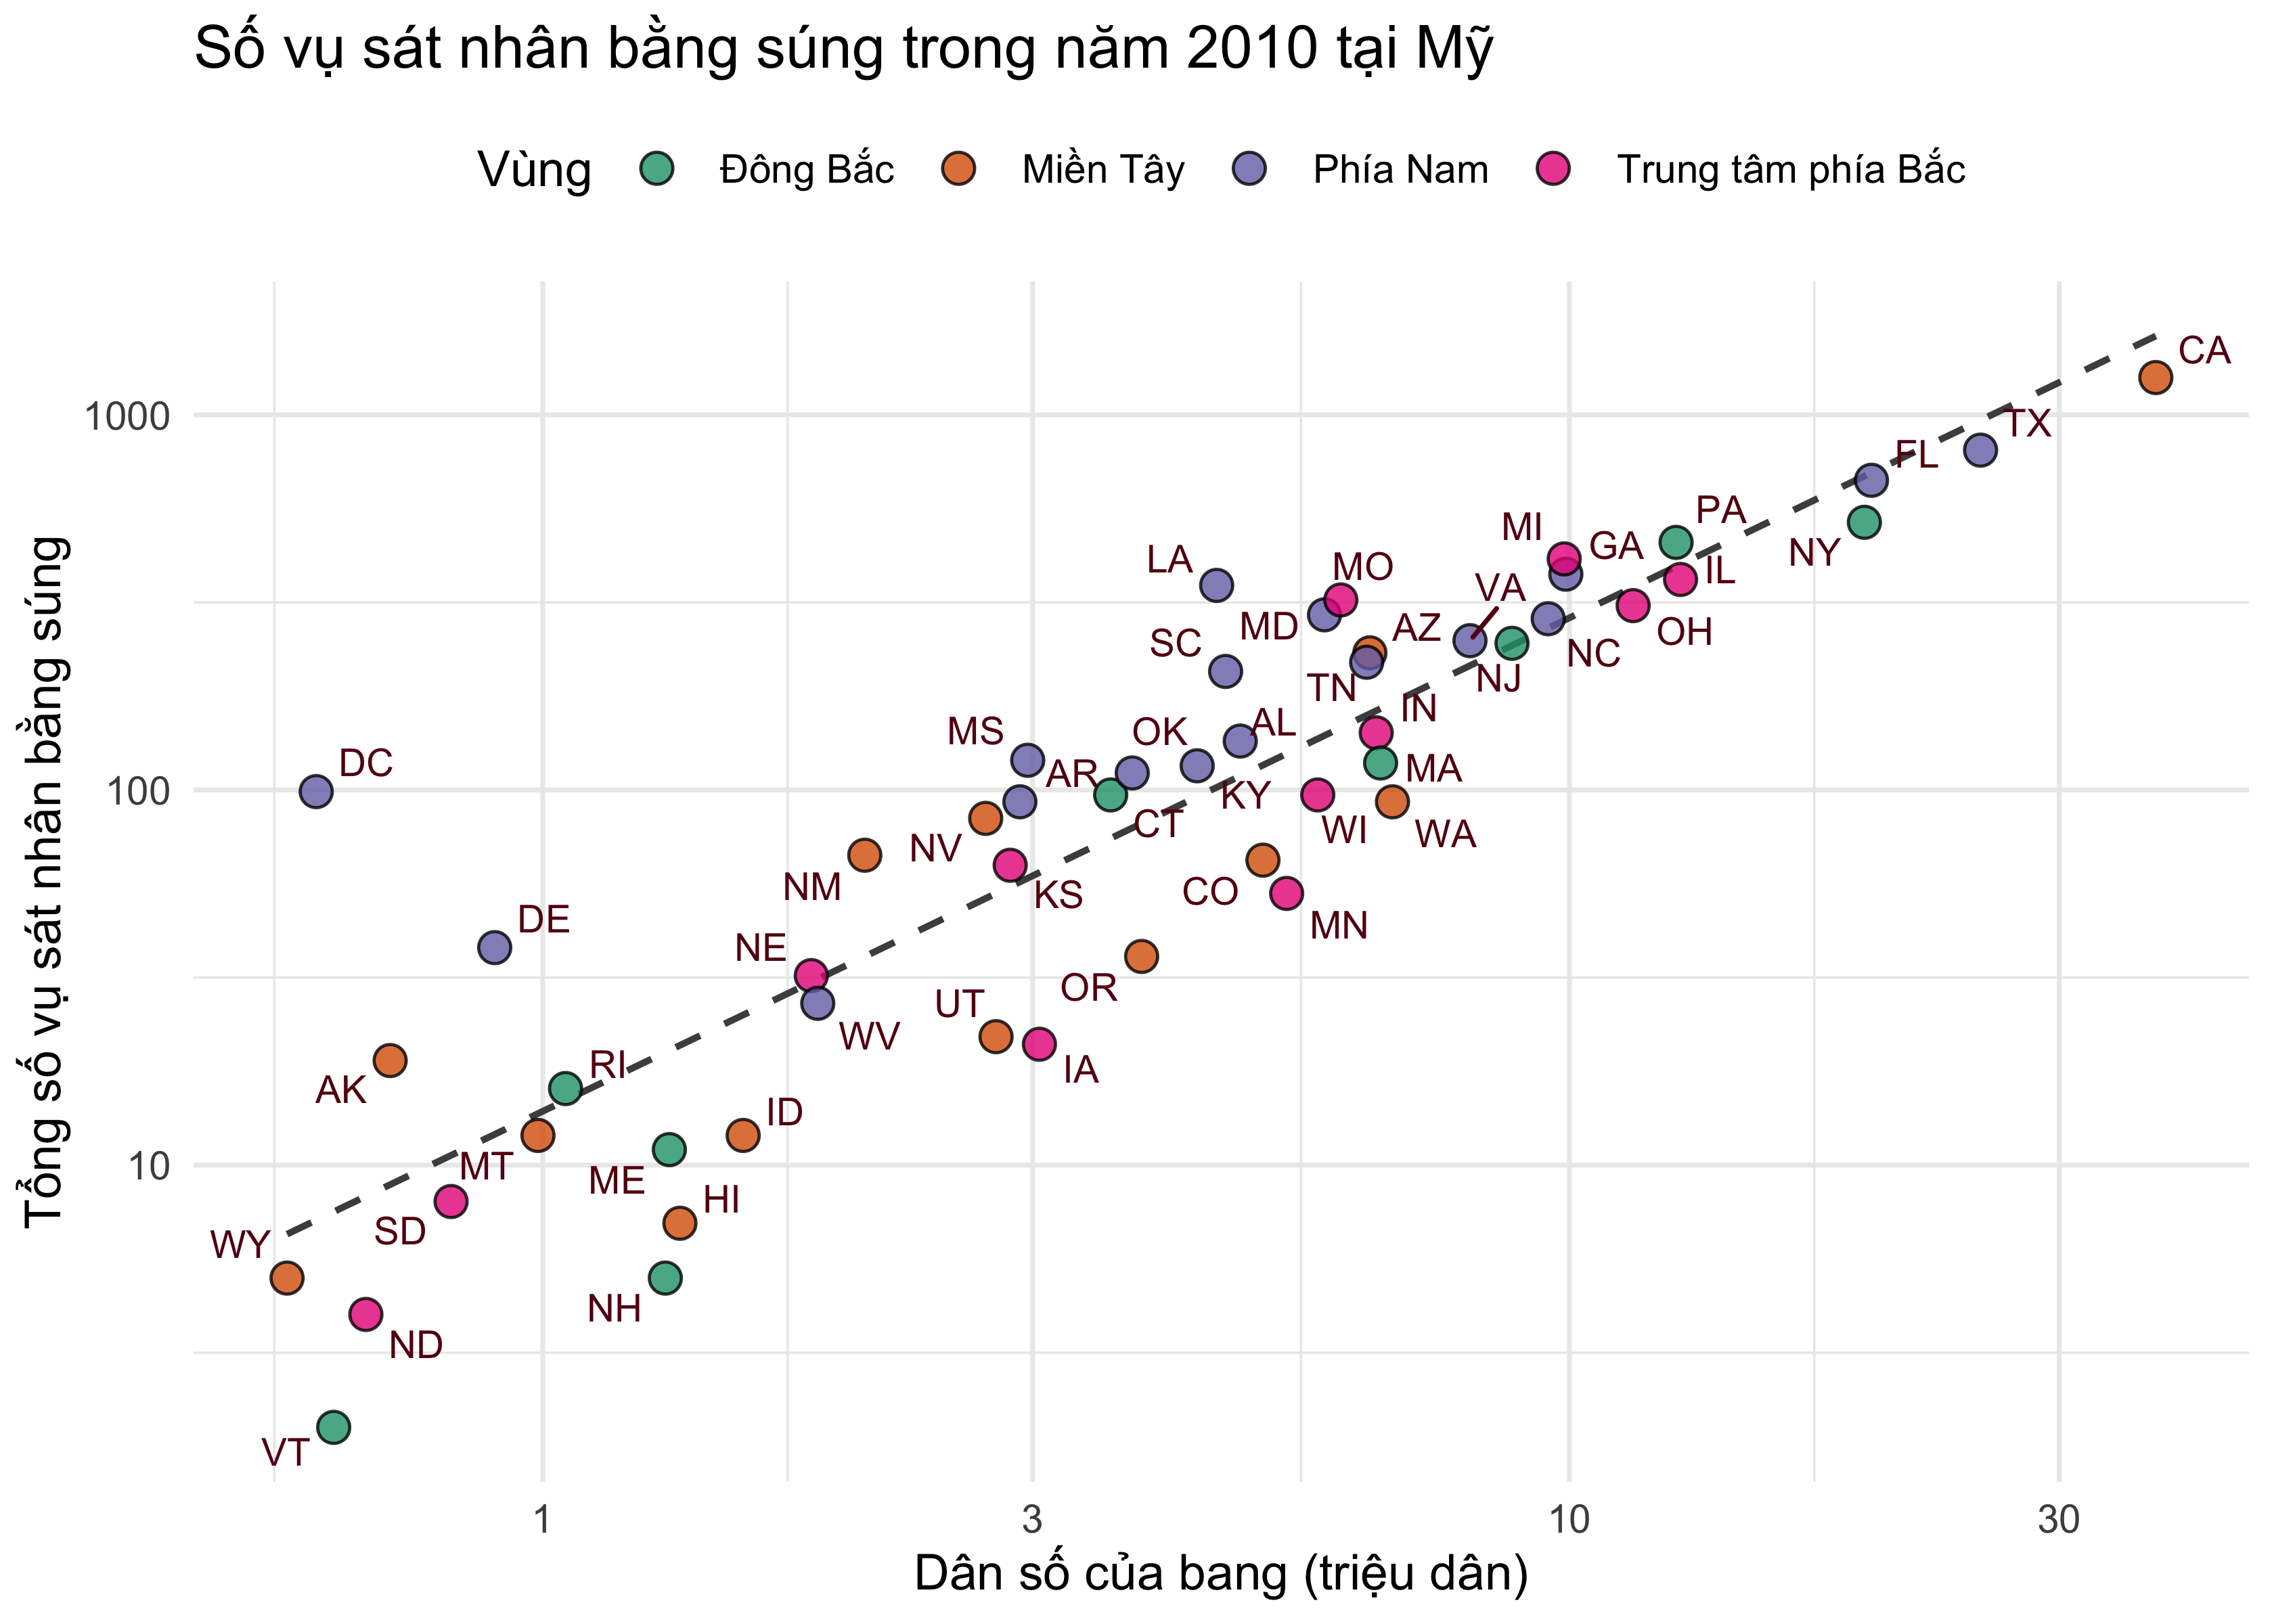 Số vụ sát nhân bằng súng trong năm 2010 tại Mỹ
Vùng Đông Bắc Miền Tây Phía Nam Trung tâm phía Bắc
Tổng số vụ sát nhân bằng súng
1000
100
10
CA
TX
FL
PA
NY
MI
GA
IL
LA
MO
VA
OH
MD
AZ
NC
SC
TN
NJ
IN
MS
OK
AL
DC
AR
MA
KY
CT
WI
WA
NV
NM
KS
CO
MN
DE
NE
OR
UT
WV
IA
RI
AK
ID
MT
ME
HI
SD
WY
NH
ND
VT
1 3 10 30
Dân số của bang (triệu dân)